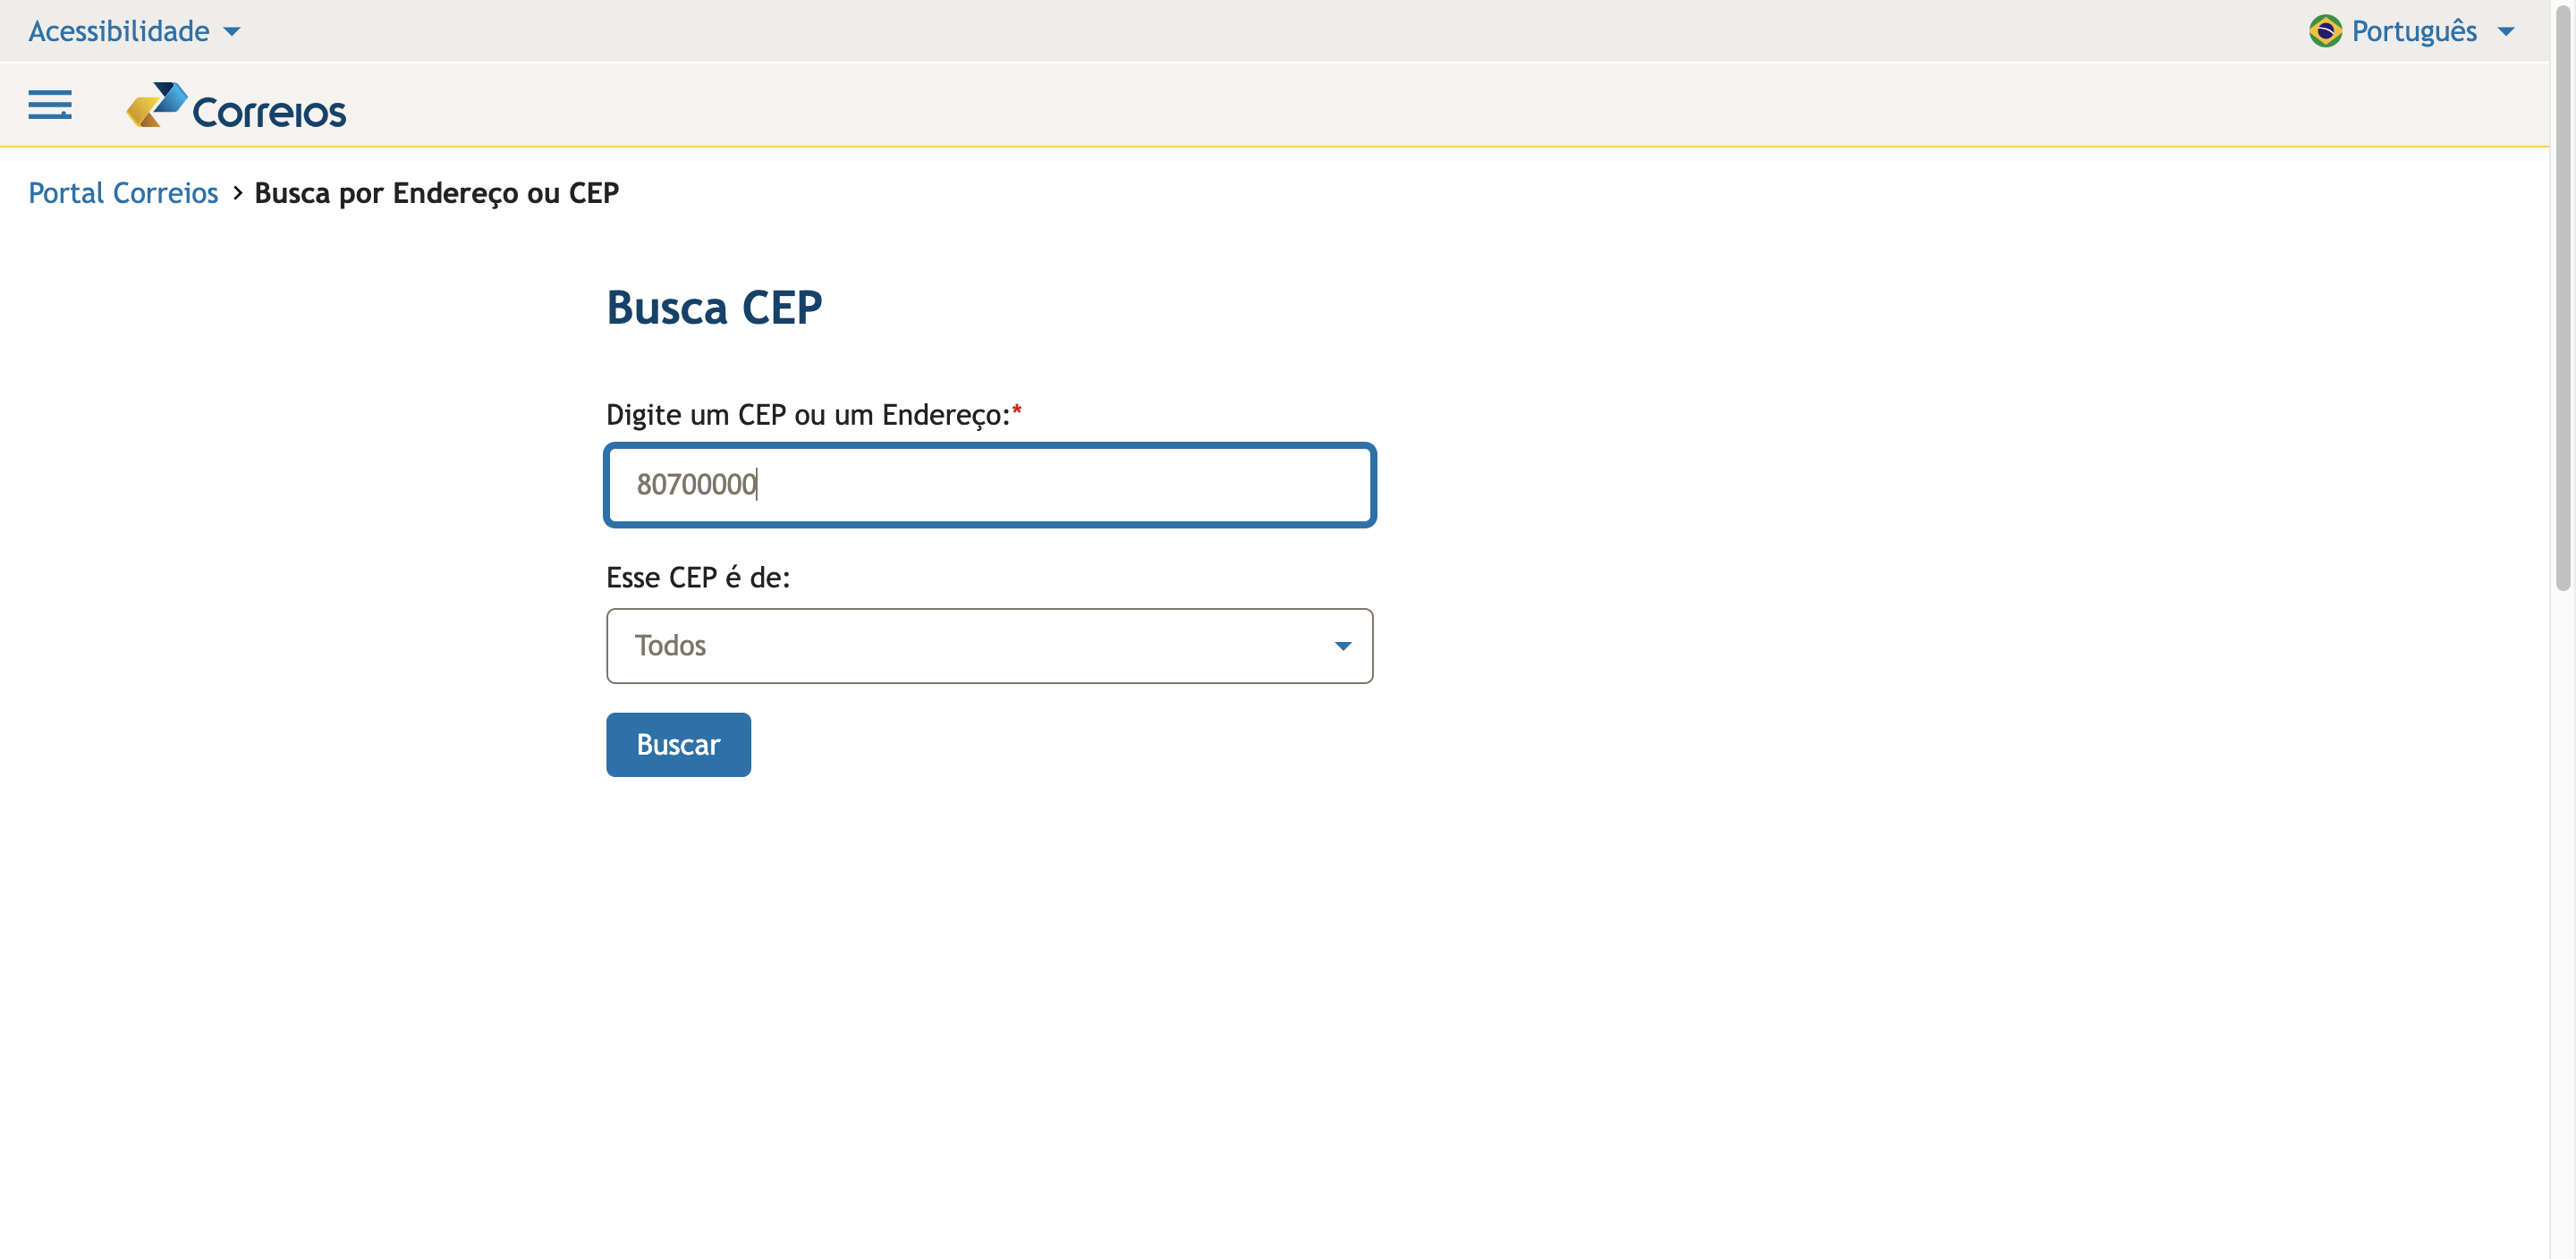 Acessibilidade
Português
Correios
Portal Correios > Busca por Endereço ou CEP
Busca CEP
Digite um CEP ou um Endereço:*
80700000
Esse CEP é de:
Todos
Buscar